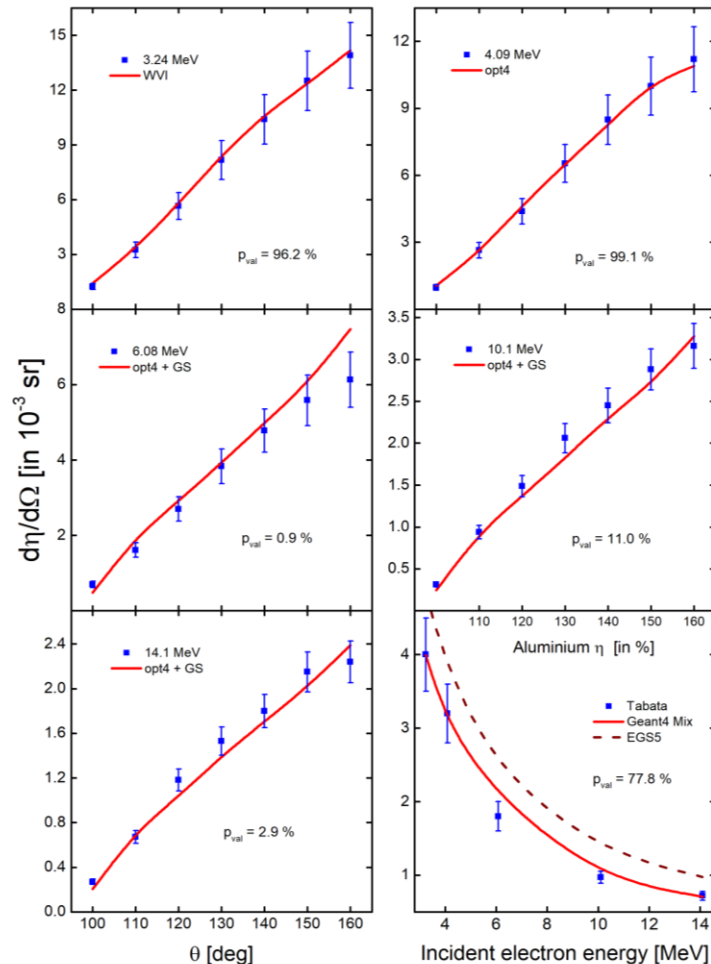 15
12
9
6
3
3.24 MeV
WVI
p_val = 96.2 %
12
9
6
3
4.09 MeV
opt4
p_val = 99.1 %
dη/dΩ [in 10⁻³ sr]
8
6
4
2
6.08 MeV
opt4 + GS
p_val = 0.9 %
3.5
3.0
2.5
2.0
1.5
1.0
0.5
10.1 MeV
opt4 + GS
p_val = 11.0 %
110 120 130 140 150 160
2.4
2.0
1.6
1.2
0.8
0.4
0.0
14.1 MeV
opt4 + GS
p_val = 2.9 %
100 110 120 130 140 150 160
θ [deg]
Aluminium η [in %]
4
3
2
1
Tabata
Geant4 Mix
EGS5
p_val = 77.8 %
4 6 8 10 12 14
Incident electron energy [MeV]